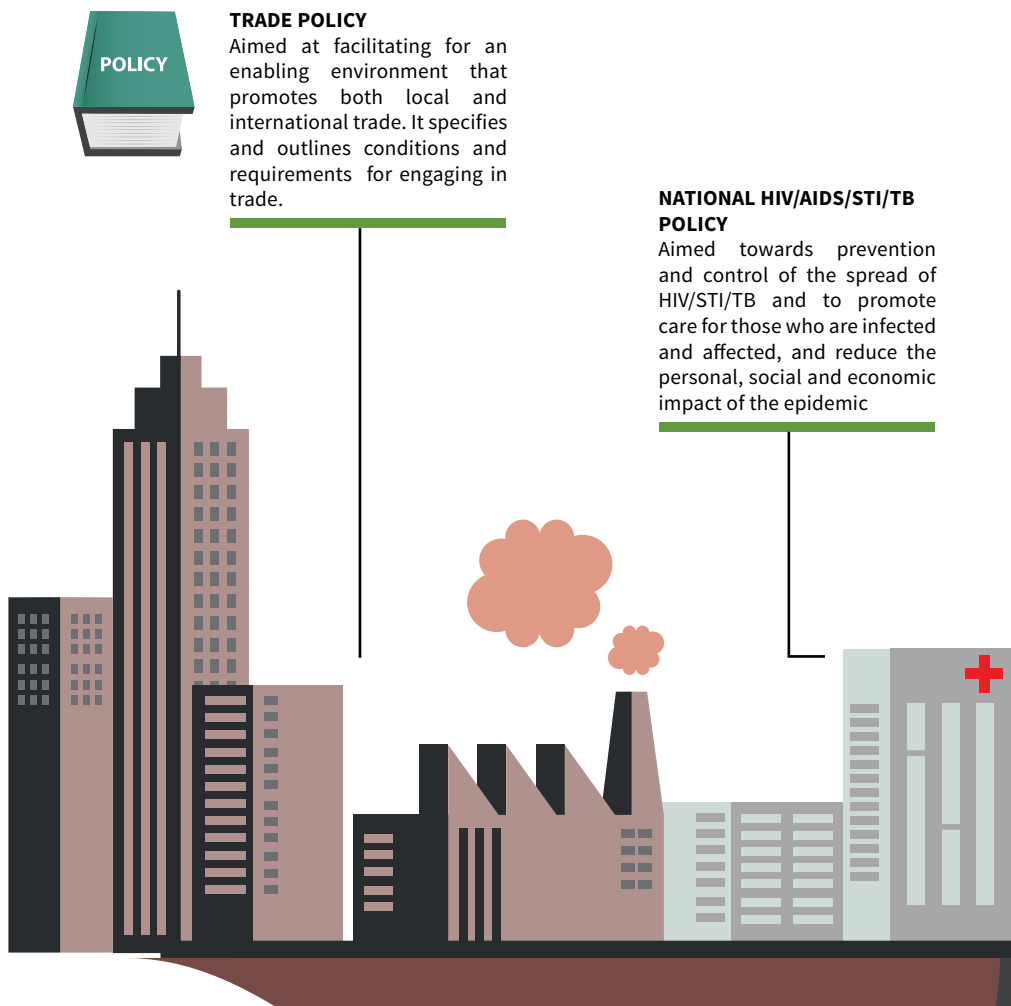 POLICY
TRADE POLICY
Aimed at facilitating for an
enabling environment that
promotes both local and
international trade. It specifies
and outlines conditions and
requirements for engaging in
trade.
NATIONAL HIV/AIDS/STI/TB
POLICY
Aimed towards prevention
and control of the spread of
HIV/STI/TB and to promote
care for those who are infected
and affected, and reduce the
personal, social and economic
impact of the epidemic